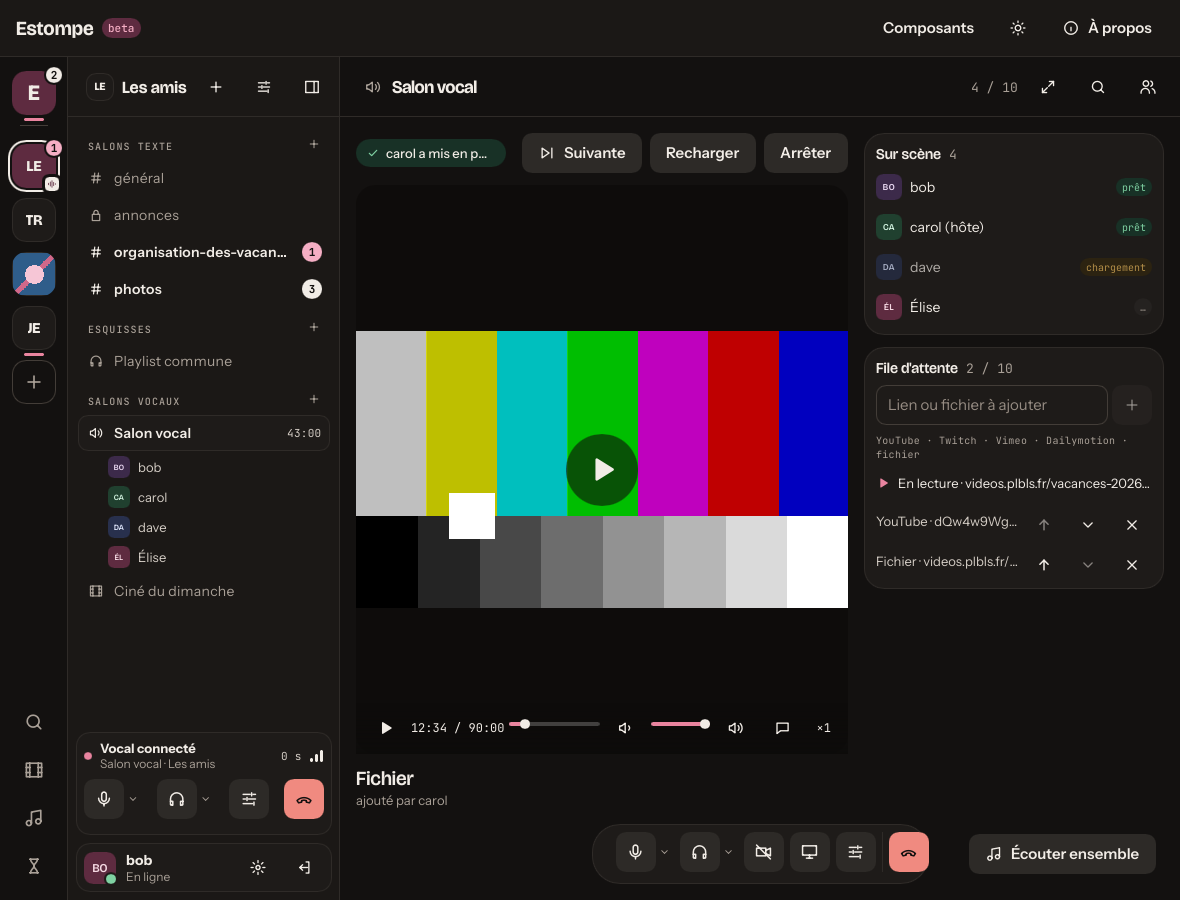 Estompe beta
Composants
À propos
E
2
LE
1
TR
JE
LE Les amis
SALONS TEXTE
général
annonces
organisation-des-vacan... 1
photos 3
ESQUISSES
Playlist commune
SALONS VOCAUX
Salon vocal 43:00
BO bob
CA carol
DA dave
ÉL Élise
Ciné du dimanche
Vocal connecté
Salon vocal · Les amis
0 s
BO bob
En ligne
Salon vocal
4 / 10
carol a mis en p...
Suivante
Recharger
Arrêter
12:34 / 90:00
×1
Fichier
ajouté par carol
Sur scène 4
BO bob prêt
CA carol (hôte) prêt
DA dave chargement
ÉL Élise …
File d'attente 2 / 10
Lien ou fichier à ajouter
YouTube · Twitch · Vimeo · Dailymotion ·
fichier
En lecture · videos.plbls.fr/vacances-2026...
YouTube · dQw4w9Wg...
Fichier · videos.plbls.fr/...
Écouter ensemble